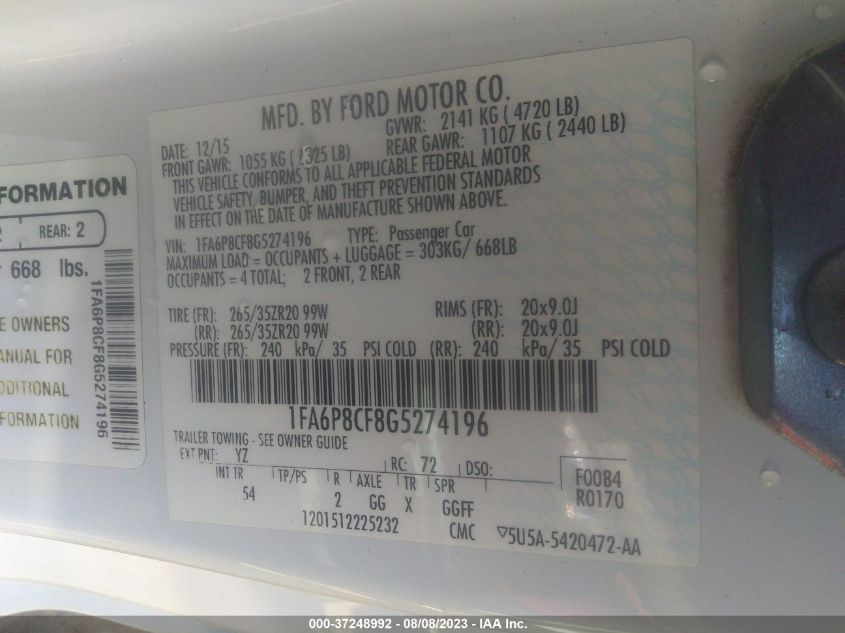 MFD. BY FORD MOTOR CO.
DATE: 12/15 GVWR: 2141 KG ( 4720 LB)
FRONT GAWR: 1055 KG ( 2325 LB) REAR GAWR: 1107 KG ( 2440 LB)
THIS VEHICLE CONFORMS TO ALL APPLICABLE FEDERAL MOTOR
VEHICLE SAFETY, BUMPER, AND THEFT PREVENTION STANDARDS
IN EFFECT ON THE DATE OF MANUFACTURE SHOWN ABOVE.
VIN: 1FA6P8CF8G5274196 TYPE: Passenger Car
MAXIMUM LOAD = OCCUPANTS + LUGGAGE = 303KG/ 668LB
OCCUPANTS = 4 TOTAL; 2 FRONT, 2 REAR
TIRE (FR): 265/35ZR20 99W RIMS (FR): 20x9.0J
(RR): 265/35ZR20 99W (RR): 20x9.0J
PRESSURE (FR): 240 kPa/ 35 PSI COLD (RR): 240 kPa/ 35 PSI COLD
1FA6P8CF8G5274196
TRAILER TOWING - SEE OWNER GUIDE
EXT PNT: YZ RC: 72 DSO:
INT TR TP/PS R AXLE TR SPR
54 2 GG X GGFF
F0084
R0170
1201512225232 CMC ▽5U5A-5420472-AA
FORMATION
2 REAR: 2
668 lbs.
E OWNERS
ANUAL FOR
DDITIONAL
FORMATION
1FA6P8CF8G5274196
000-37248992 - 08/08/2023 - IAA Inc.